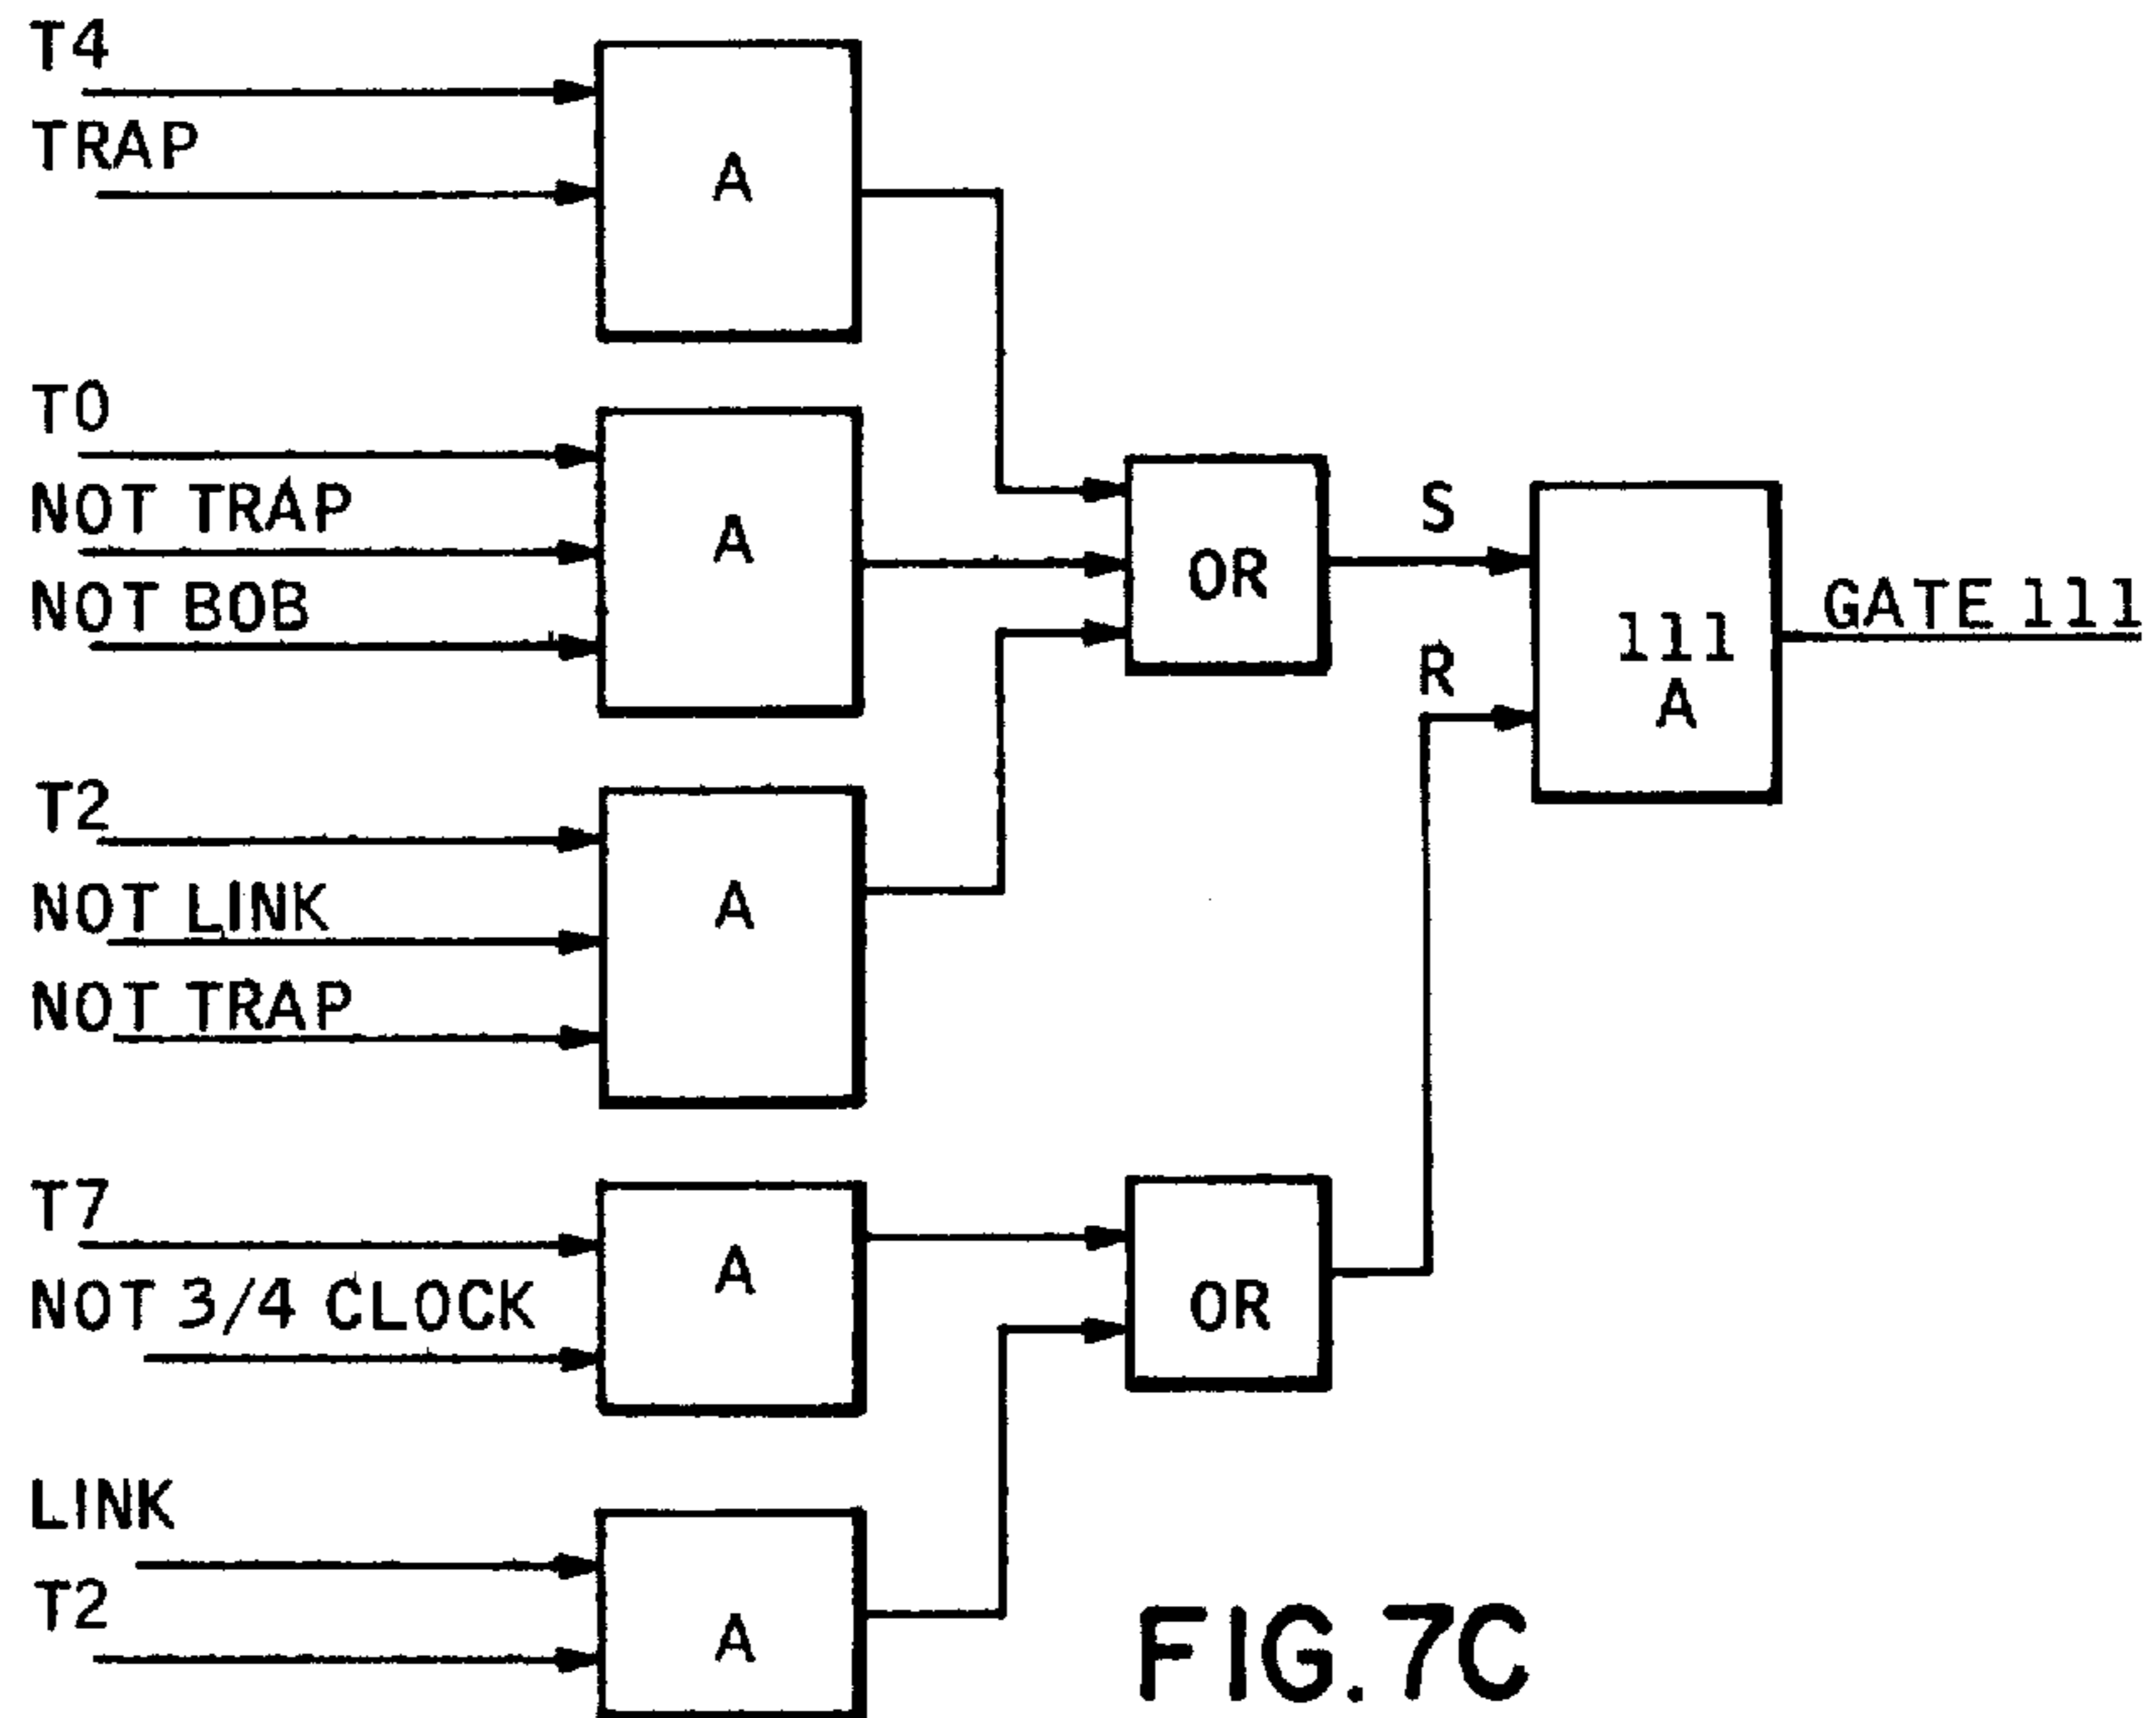 T4
TRAP
A
T0
NOT TRAP
NOT BOB
A
T2
NOT LINK
NOT TRAP
A
T7
NOT 3/4 CLOCK
A
LINK
T2
A
OR
OR
S
R
111
A
GATE 111
FIG. 7C